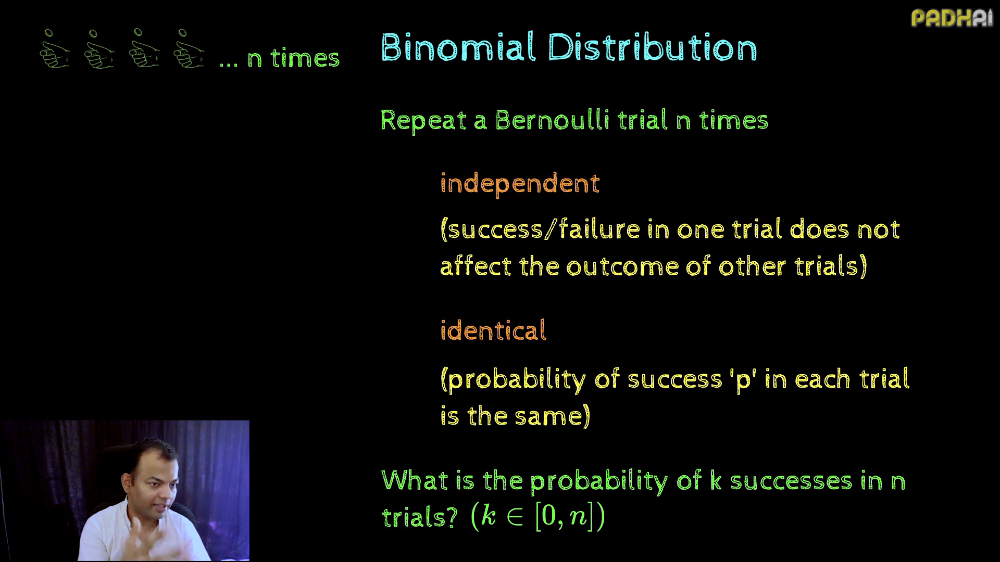 PADHAI
... n times
Binomial Distribution
Repeat a Bernoulli trial n times
independent
(success/failure in one trial does not
affect the outcome of other trials)
identical
(probability of success 'p' in each trial
is the same)
What is the probability of k successes in n
trials? (k ∈ [0, n])